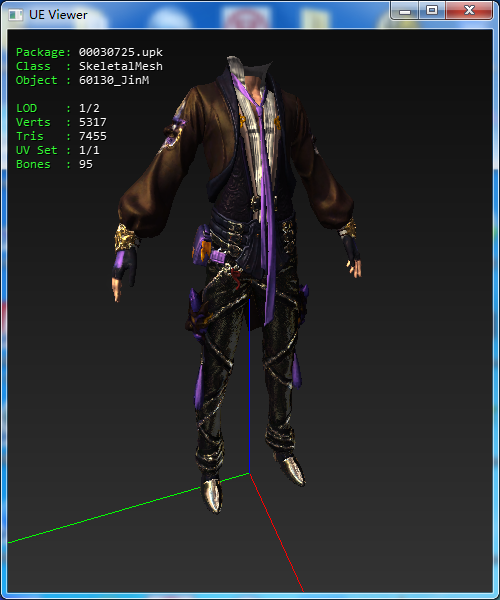 UE Viewer
Package: 00030725.upk
Class : SkeletalMesh
Object : 60130_JinM
LOD : 1/2
Verts : 5317
Tris : 7455
UV Set : 1/1
Bones : 95